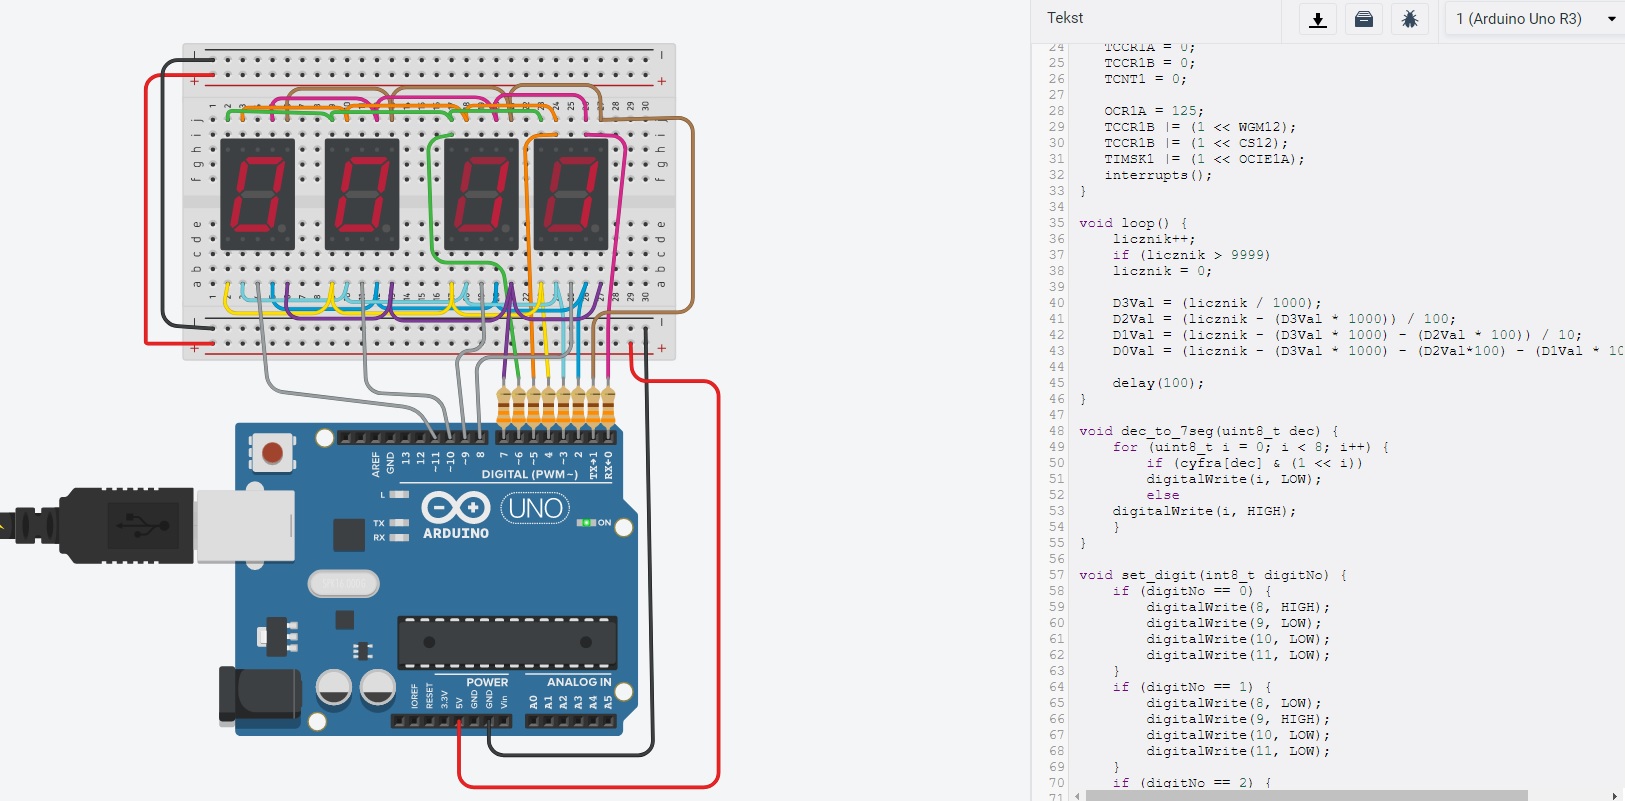 Tekst
1 (Arduino Uno R3)
24 TCCR1A = 0;
25 TCCR1B = 0;
26 TCNT1 = 0;
27
28 OCR1A = 125;
29 TCCR1B |= (1 << WGM12);
30 TCCR1B |= (1 << CS12);
31 TIMSK1 |= (1 << OCIE1A);
32 interrupts();
33 }
34
35 void loop() {
36 licznik++;
37 if (licznik > 9999)
38 licznik = 0;
39
40 D3Val = (licznik / 1000);
41 D2Val = (licznik - (D3Val * 1000)) / 100;
42 D1Val = (licznik - (D3Val * 1000) - (D2Val * 100)) / 10;
43 D0Val = (licznik - (D3Val * 1000) - (D2Val*100) - (D1Val * 10
44
45 delay(100);
46 }
47
48 void dec_to_7seg(uint8_t dec) {
49 for (uint8_t i = 0; i < 8; i++) {
50 if (cyfra[dec] & (1 << i))
51 digitalWrite(i, LOW);
52 else
53 digitalWrite(i, HIGH);
54 }
55 }
56
57 void set_digit(int8_t digitNo) {
58 if (digitNo == 0) {
59 digitalWrite(8, HIGH);
60 digitalWrite(9, LOW);
61 digitalWrite(10, LOW);
62 digitalWrite(11, LOW);
63 }
64 if (digitNo == 1) {
65 digitalWrite(8, LOW);
66 digitalWrite(9, HIGH);
67 digitalWrite(10, LOW);
68 digitalWrite(11, LOW);
69 }
70 if (digitNo == 2) {
71
j
i
h
g
f
e
d
c
b
a
AREF
GND
13
12
~11
~10
~9
8
7
~6
~5
4
~3
2
TX→1
RX←0
DIGITAL (PWM~)
L
TX
RX
UNO
ARDUINO
ON
POWER
ANALOG IN
IOREF
RESET
3.3V
5V
GND
GND
Vin
A0
A1
A2
A3
A4
A5